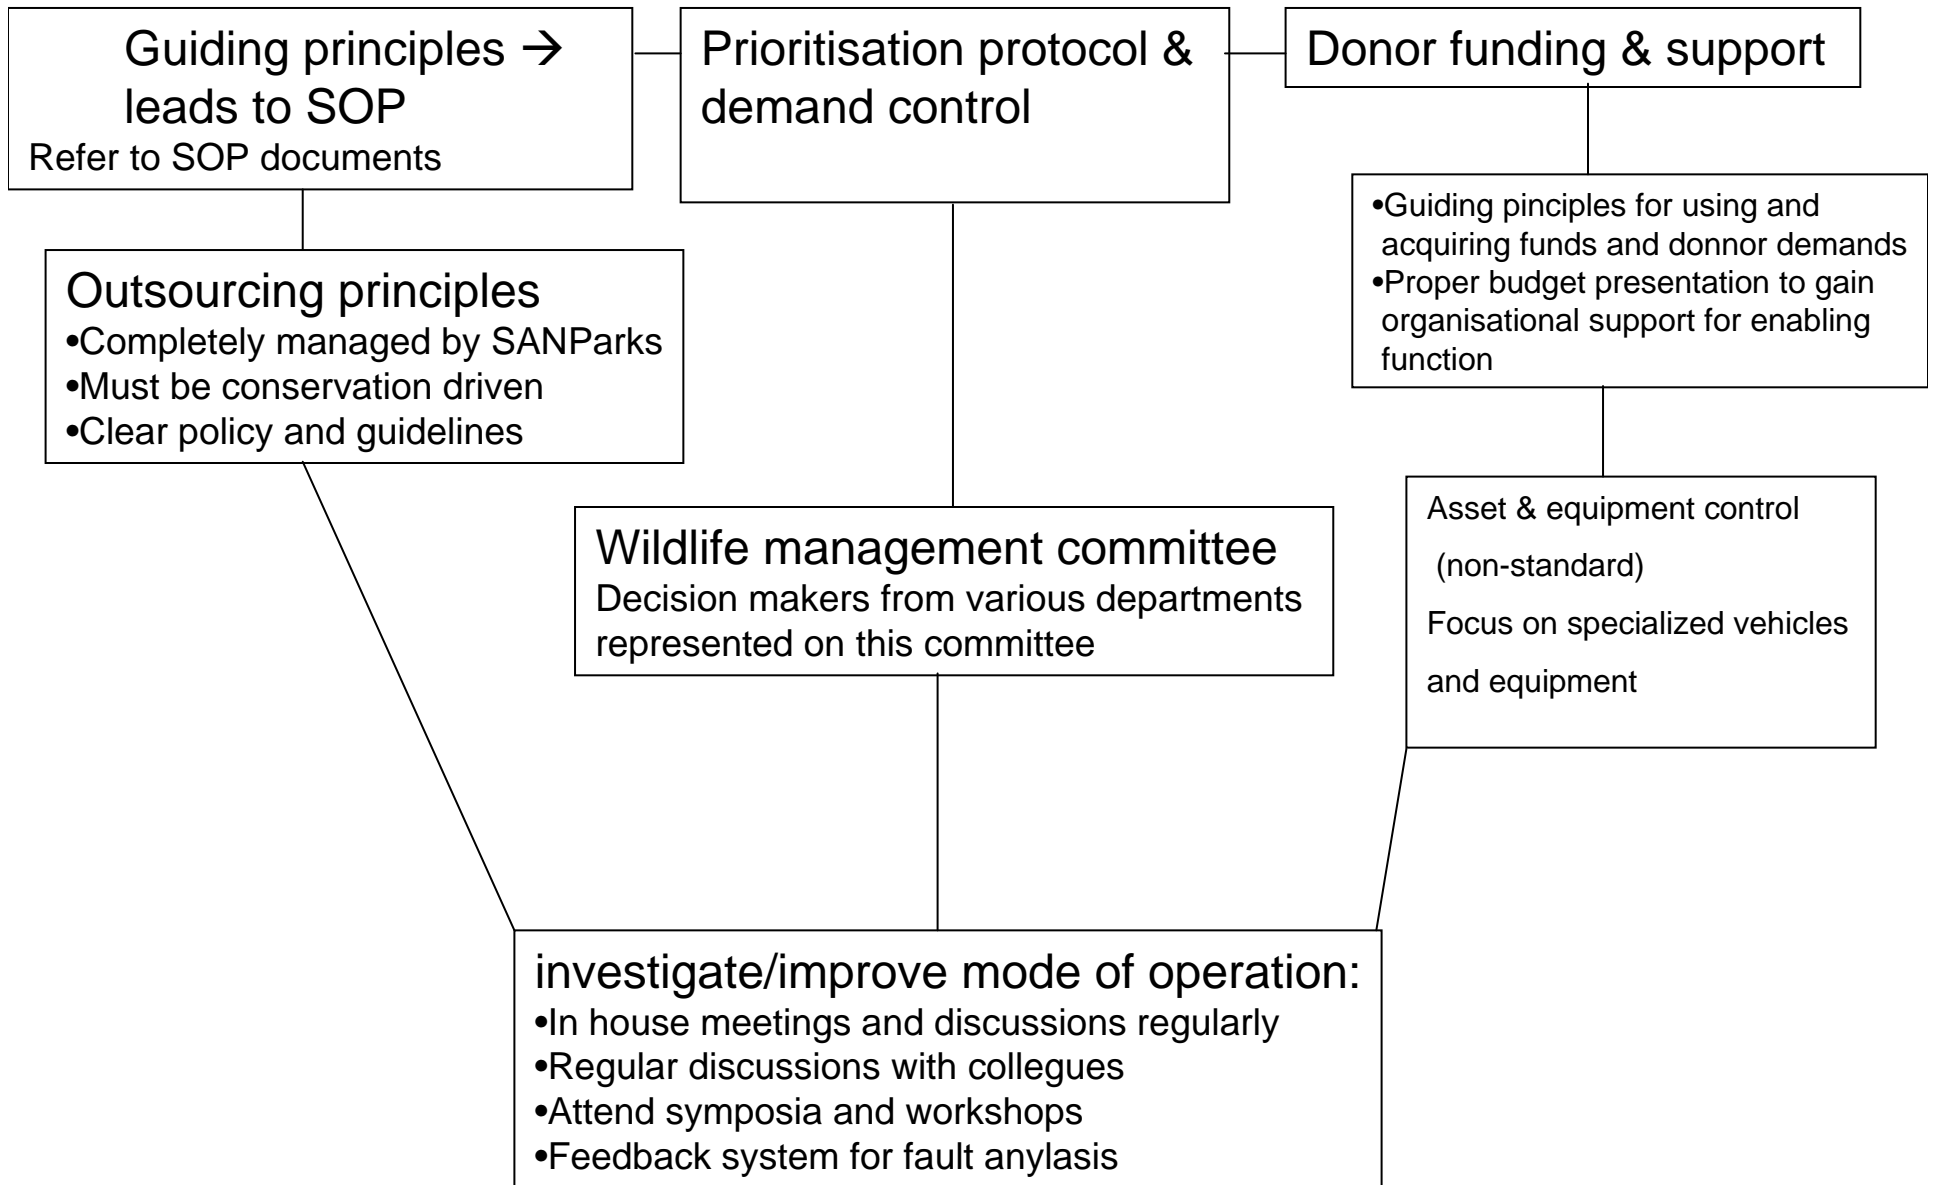 Guiding principles →
leads to SOP
Refer to SOP documents
Prioritisation protocol &
demand control
Donor funding & support
•Guiding pinciples for using and
acquiring funds and donnor demands
•Proper budget presentation to gain
organisational support for enabling
function
Outsourcing principles
•Completely managed by SANParks
•Must be conservation driven
•Clear policy and guidelines
Wildlife management committee
Decision makers from various departments
represented on this committee
Asset & equipment control
(non-standard)
Focus on specialized vehicles
and equipment
investigate/improve mode of operation:
•In house meetings and discussions regularly
•Regular discussions with collegues
•Attend symposia and workshops
•Feedback system for fault anylasis